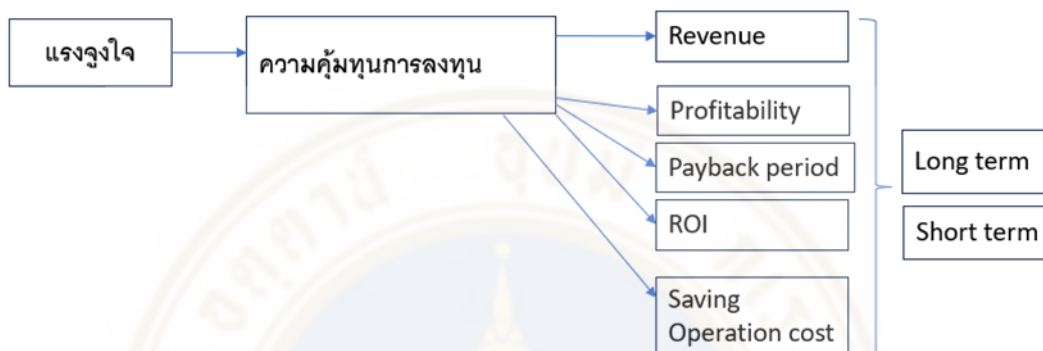 แรงจูงใจ
ความคุ้มทุนการลงทุน
Revenue
Profitability
Payback period
ROI
Saving
Operation cost
Long term
Short term